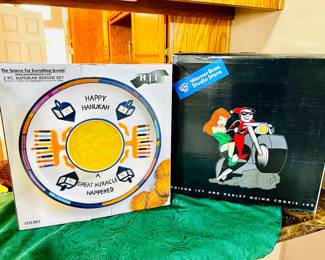 "The Source For Everything Jewish"
2 PC. HANUKAH SERVER SET
H.J.I
HAPPY
HANUKAH
A
GREAT MIRACLE
HAPPENED
Warner Bros.
Studio Store
POISON IVY AND HARLEY QUINN COOKIE JAR